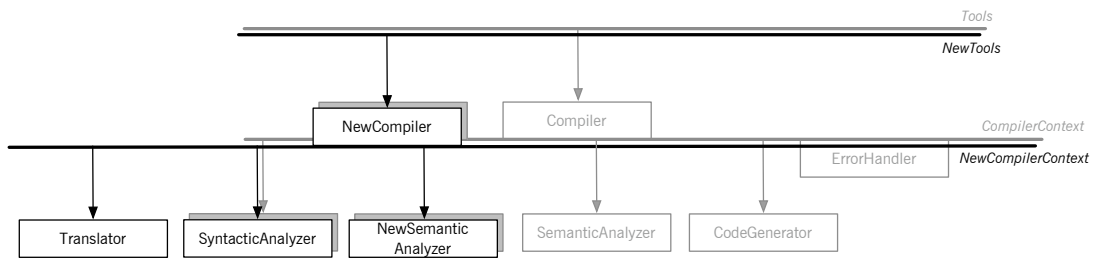 Tools
NewTools
NewCompiler
Compiler
CompilerContext
ErrorHandler
NewCompilerContext
Translator
SyntacticAnalyzer
NewSemantic
Analyzer
SemanticAnalyzer
CodeGenerator